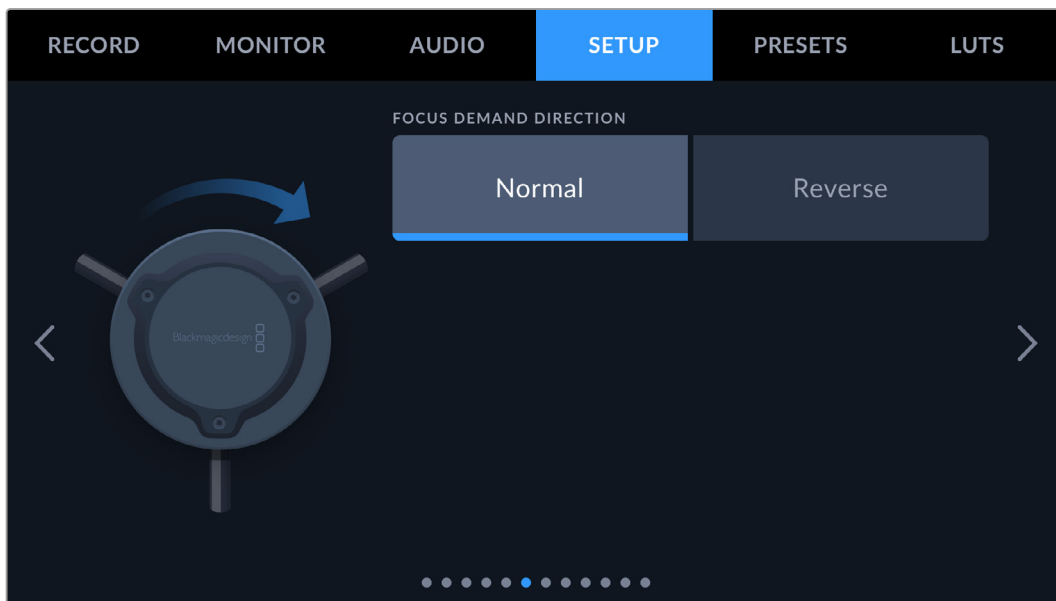 RECORD MONITOR AUDIO SETUP PRESETS LUTS
FOCUS DEMAND DIRECTION
Normal Reverse
Blackmagicdesign